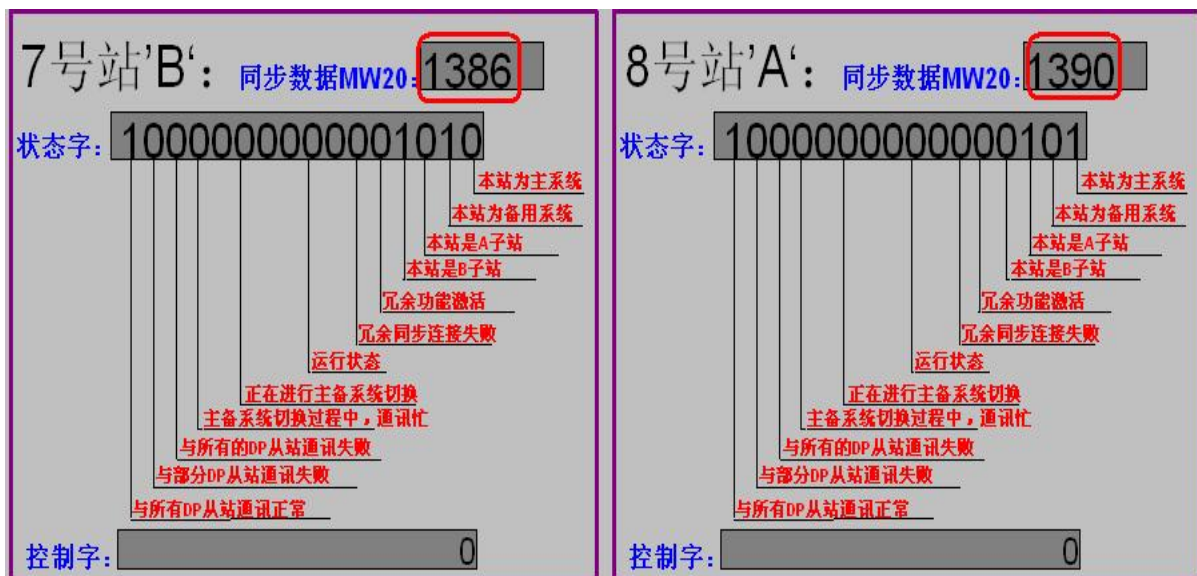 7号站’B‘：同步数据MW20:1386
状态字：1000000000001010
本站为主系统
本站为备用系统
本站是A子站
本站是B子站
冗余功能激活
冗余同步连接失败
运行状态
正在进行主备系统切换
主备系统切换过程中，通讯忙
与所有的DP从站通讯失败
与部分DP从站通讯失败
与所有DP从站通讯正常
控制字：0
8号站’A‘：同步数据MW20:1390
状态字：1000000000000101
本站为主系统
本站为备用系统
本站是A子站
本站是B子站
冗余功能激活
冗余同步连接失败
运行状态
正在进行主备系统切换
主备系统切换过程中，通讯忙
与所有的DP从站通讯失败
与部分DP从站通讯失败
与所有DP从站通讯正常
控制字：0